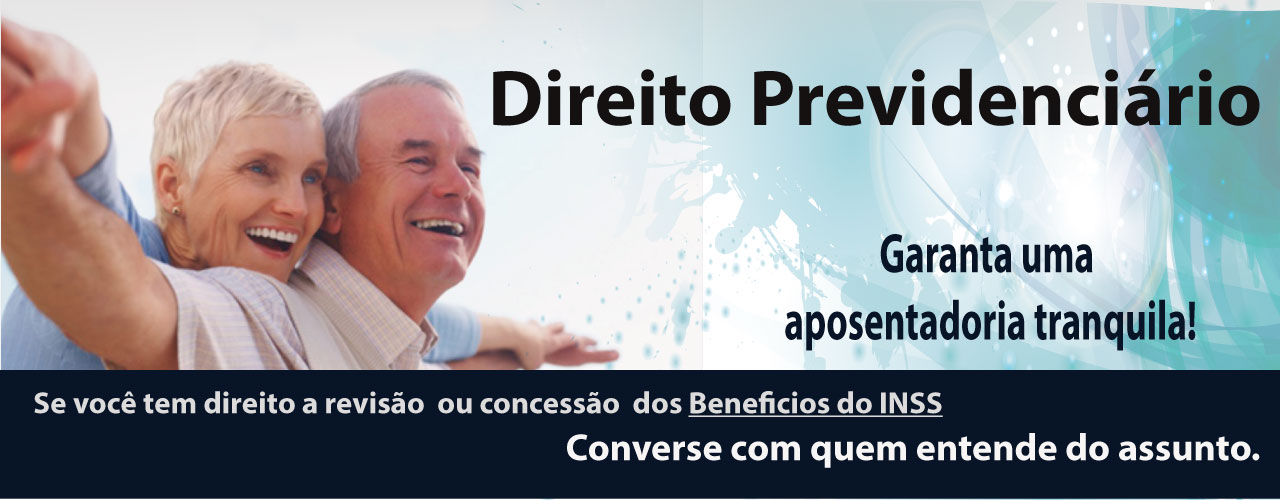 Direito Previdenciário
Garanta uma
aposentadoria tranquila!
Se você tem direito a revisão ou concessão dos Beneficios do INSS
Converse com quem entende do assunto.